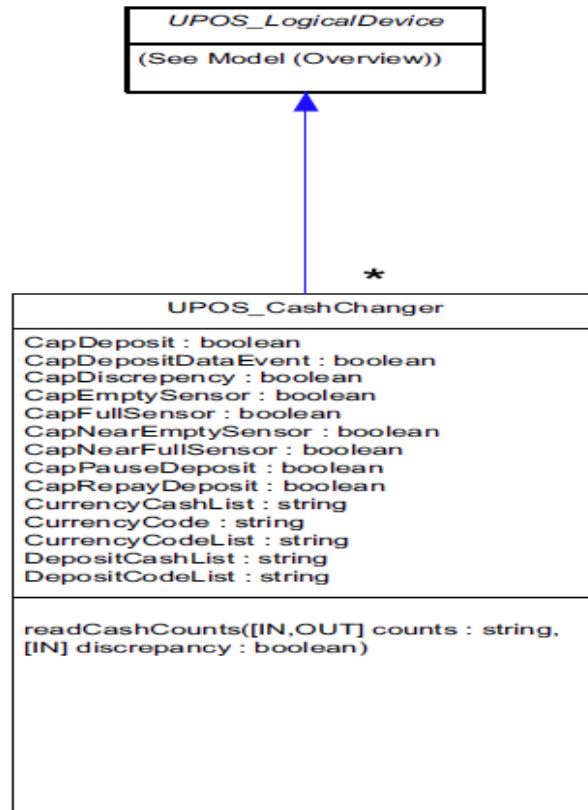 UPOS_LogicalDevice
(See Model (Overview))
*
UPOS_CashChanger
CapDeposit : boolean
CapDepositDataEvent : boolean
CapDiscrepency : boolean
CapEmptySensor : boolean
CapFullSensor : boolean
CapNearEmptySensor : boolean
CapNearFullSensor : boolean
CapPauseDeposit : boolean
CapRepayDeposit : boolean
CurrencyCashList : string
CurrencyCode : string
CurrencyCodeList : string
DepositCashList : string
DepositCodeList : string
readCashCounts([IN,OUT] counts : string,
[IN] discrepancy : boolean)